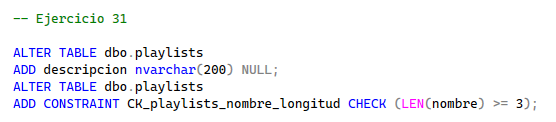 -- Ejercicio 31
ALTER TABLE dbo.playlists
ADD descripcion nvarchar(200) NULL;
ALTER TABLE dbo.playlists
ADD CONSTRAINT CK_playlists_nombre_longitud CHECK (LEN(nombre) >= 3);